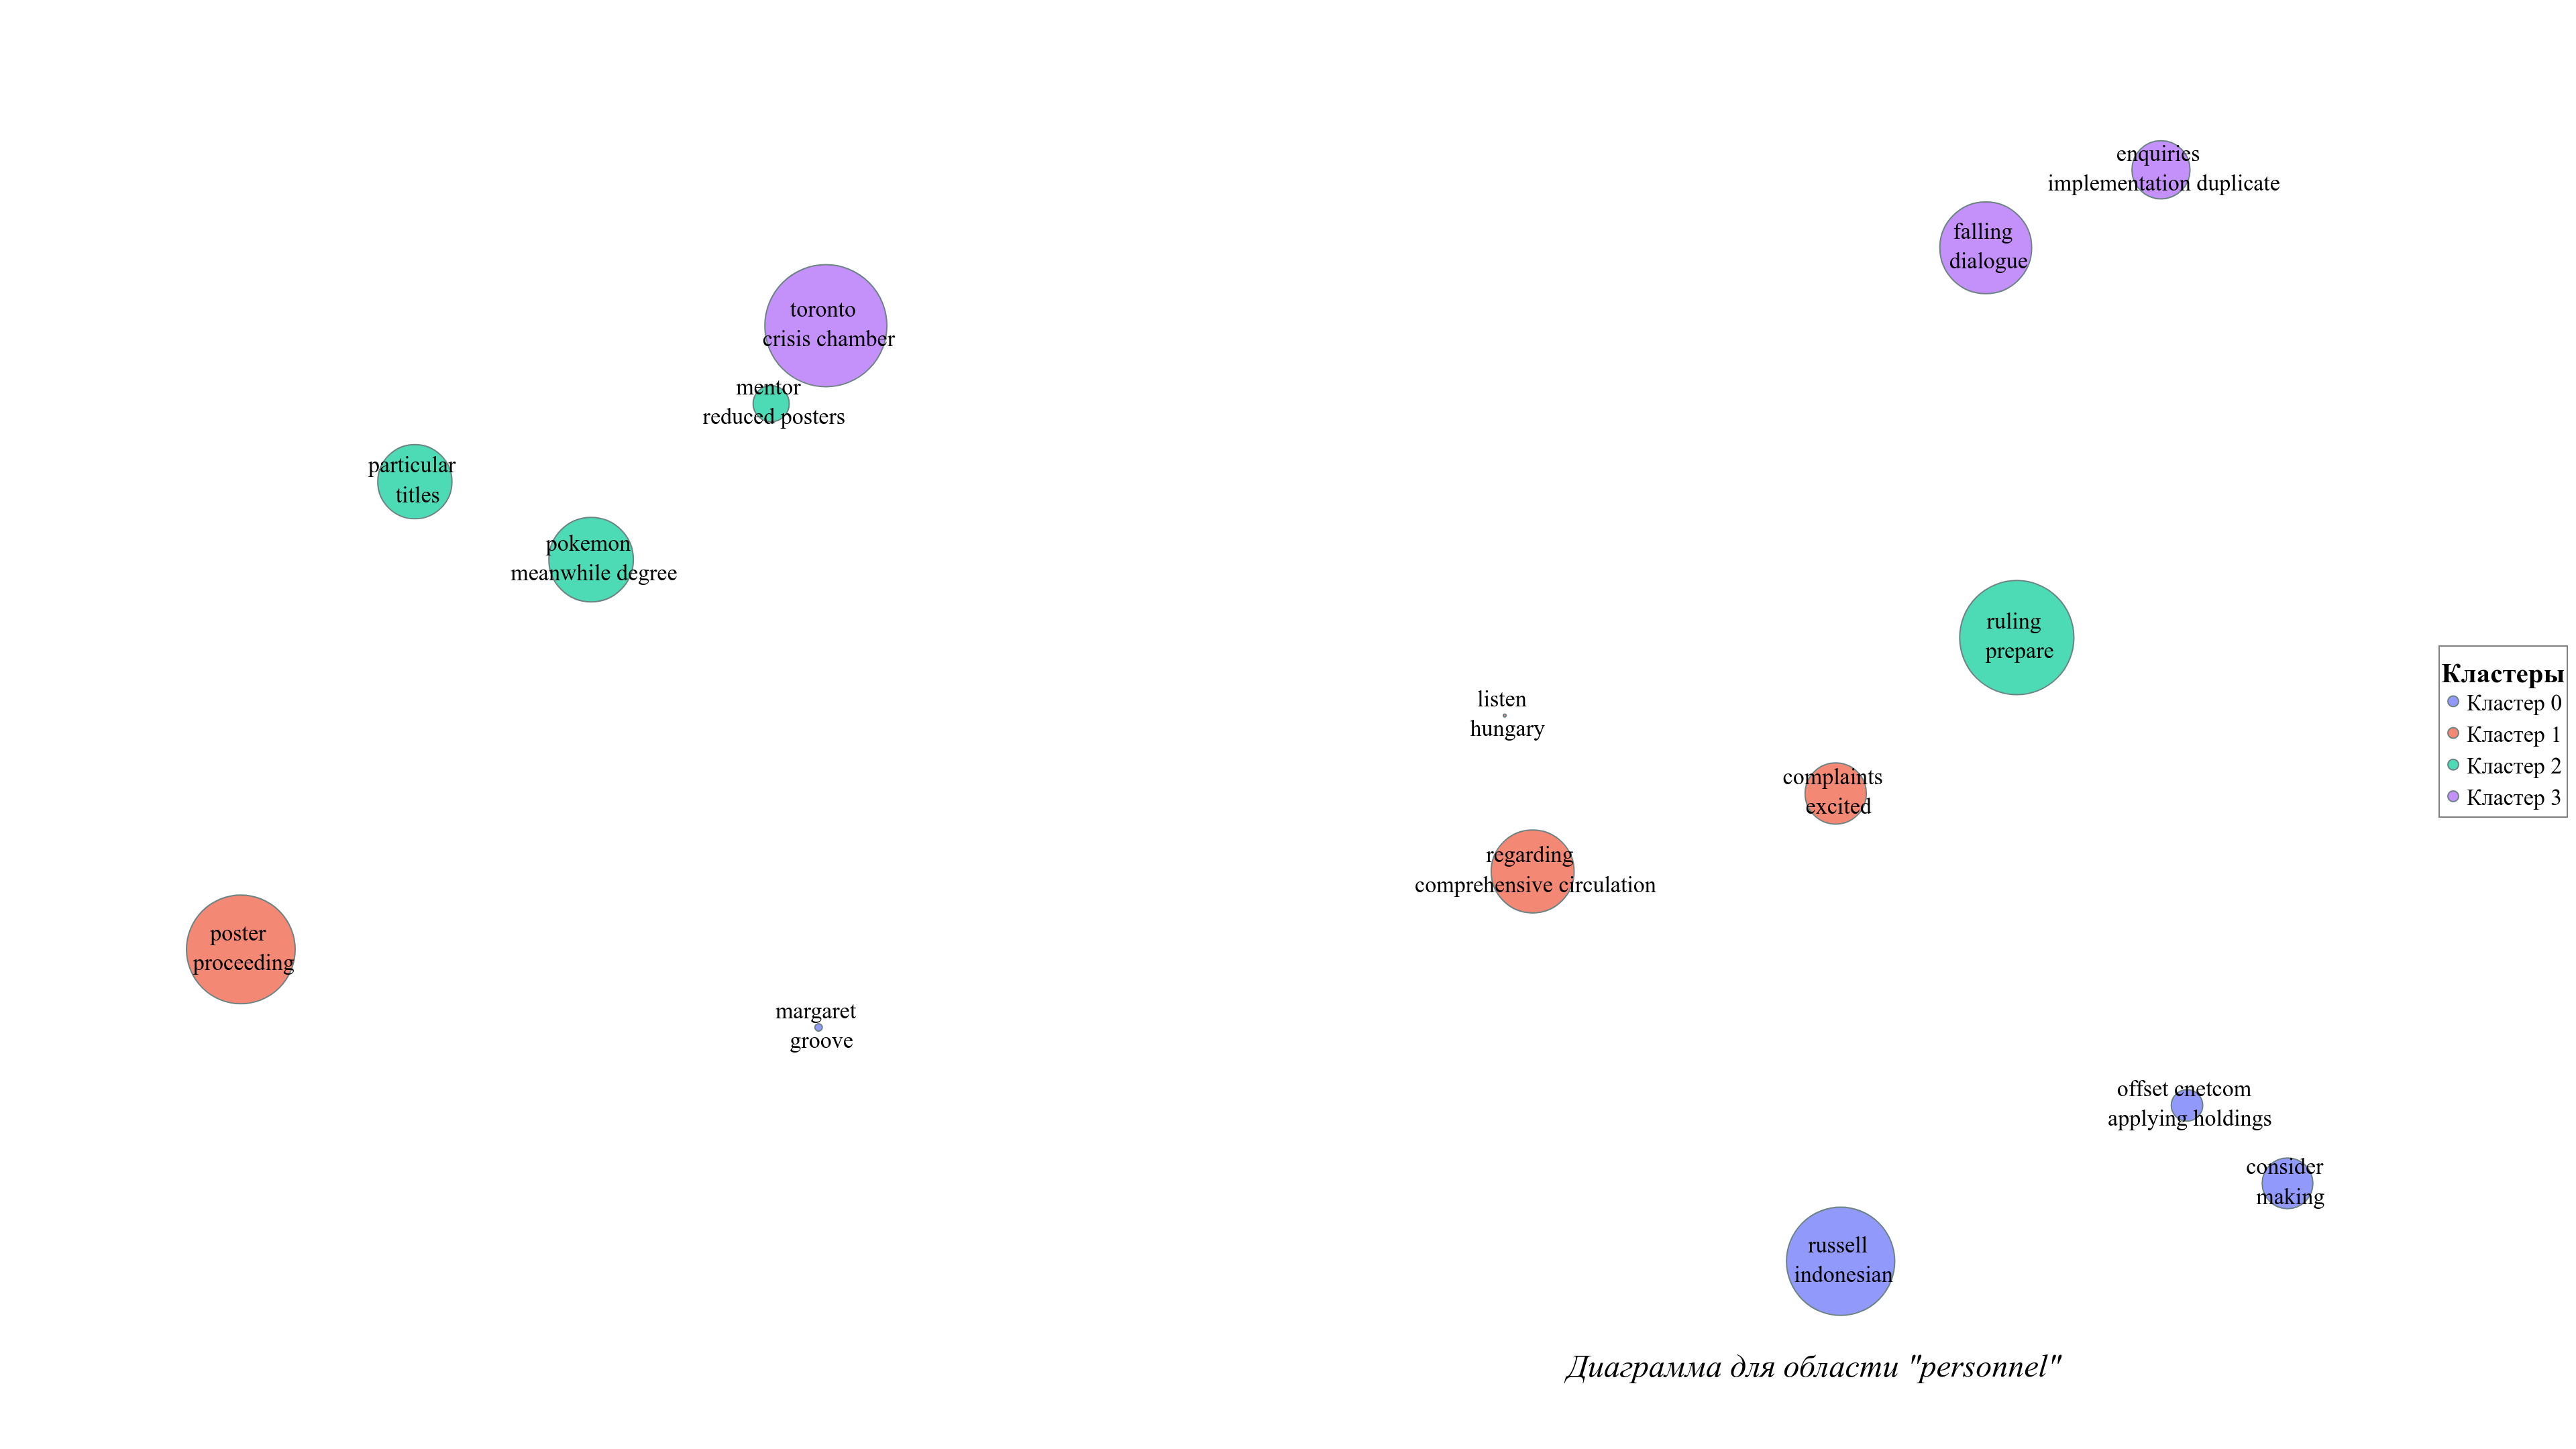 enquiries
implementation duplicate
falling
dialogue
toronto
crisis chamber
mentor
reduced posters
particular
titles
pokemon
meanwhile degree
ruling
prepare
listen
hungary
complaints
excited
regarding
comprehensive circulation
poster
proceeding
margaret
groove
offset cnetcom
applying holdings
consider
making
russell
indonesian
Кластеры
Кластер 0
Кластер 1
Кластер 2
Кластер 3
Диаграмма для области "personnel"